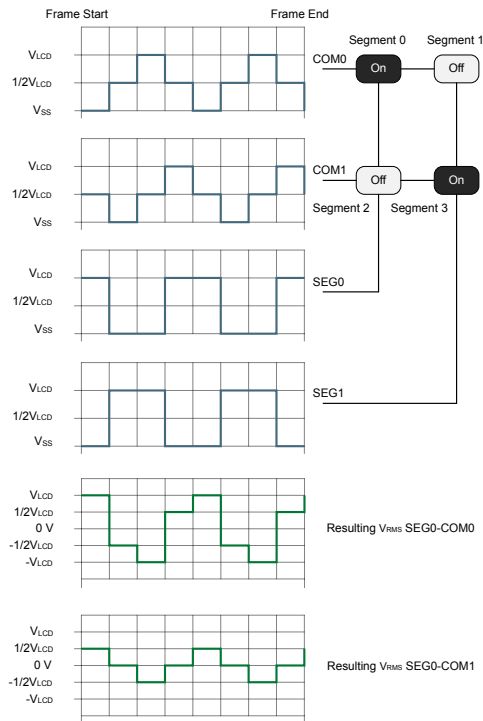 Frame Start
Frame End
VLCD
1/2VLCD
VSS
COM0
Segment 0
Segment 1
On
Off
VLCD
1/2VLCD
VSS
COM1
Off
On
Segment 2
Segment 3
VLCD
1/2VLCD
VSS
SEG0
VLCD
1/2VLCD
VSS
SEG1
VLCD
1/2VLCD
0 V
-1/2VLCD
-VLCD
Resulting VRMS SEG0-COM0
VLCD
1/2VLCD
0 V
-1/2VLCD
-VLCD
Resulting VRMS SEG0-COM1